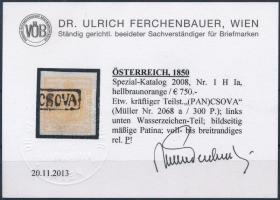 VÖB
DR. ULRICH FERCHENBAUER, WIEN
Ständig gerichtl. beeideter Sachverständiger für Briefmarken
CSOVA
ÖSTERREICH, 1850
Spezial-Katalog 2008, Nr. 1 H Ia,
hellbraunorange / € 750.-
Etw. kräftiger Teilst."(PAN)CSOVA"
(Müller Nr. 2068 a / 300 P.); links
unten Wasserzeichen-Teil; bildseitig
mäßige Patina; voll- bis breitrandiges
rel. P!
20.11.2013